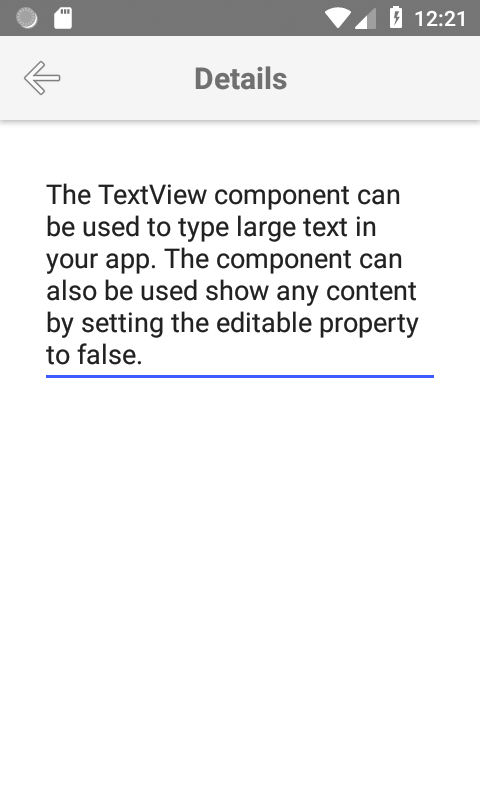 12:21
Details
The TextView component can
be used to type large text in
your app. The component can
also be used show any content
by setting the editable property
to false.